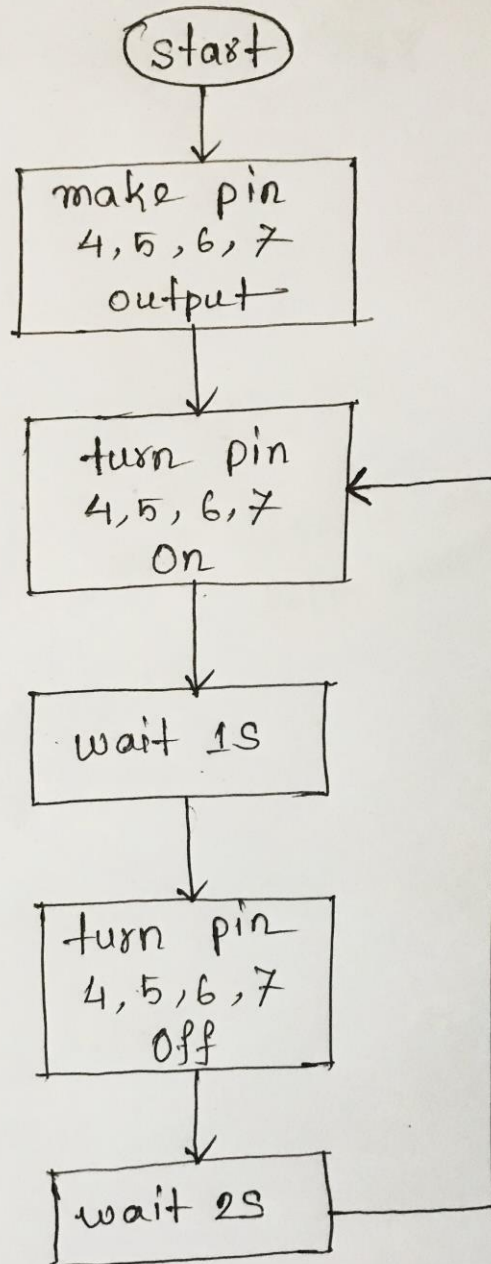 start
make pin
4, 5, 6, 7
output
turn pin
4, 5, 6, 7
On
wait 1S
turn pin
4, 5, 6, 7
Off
wait 2S